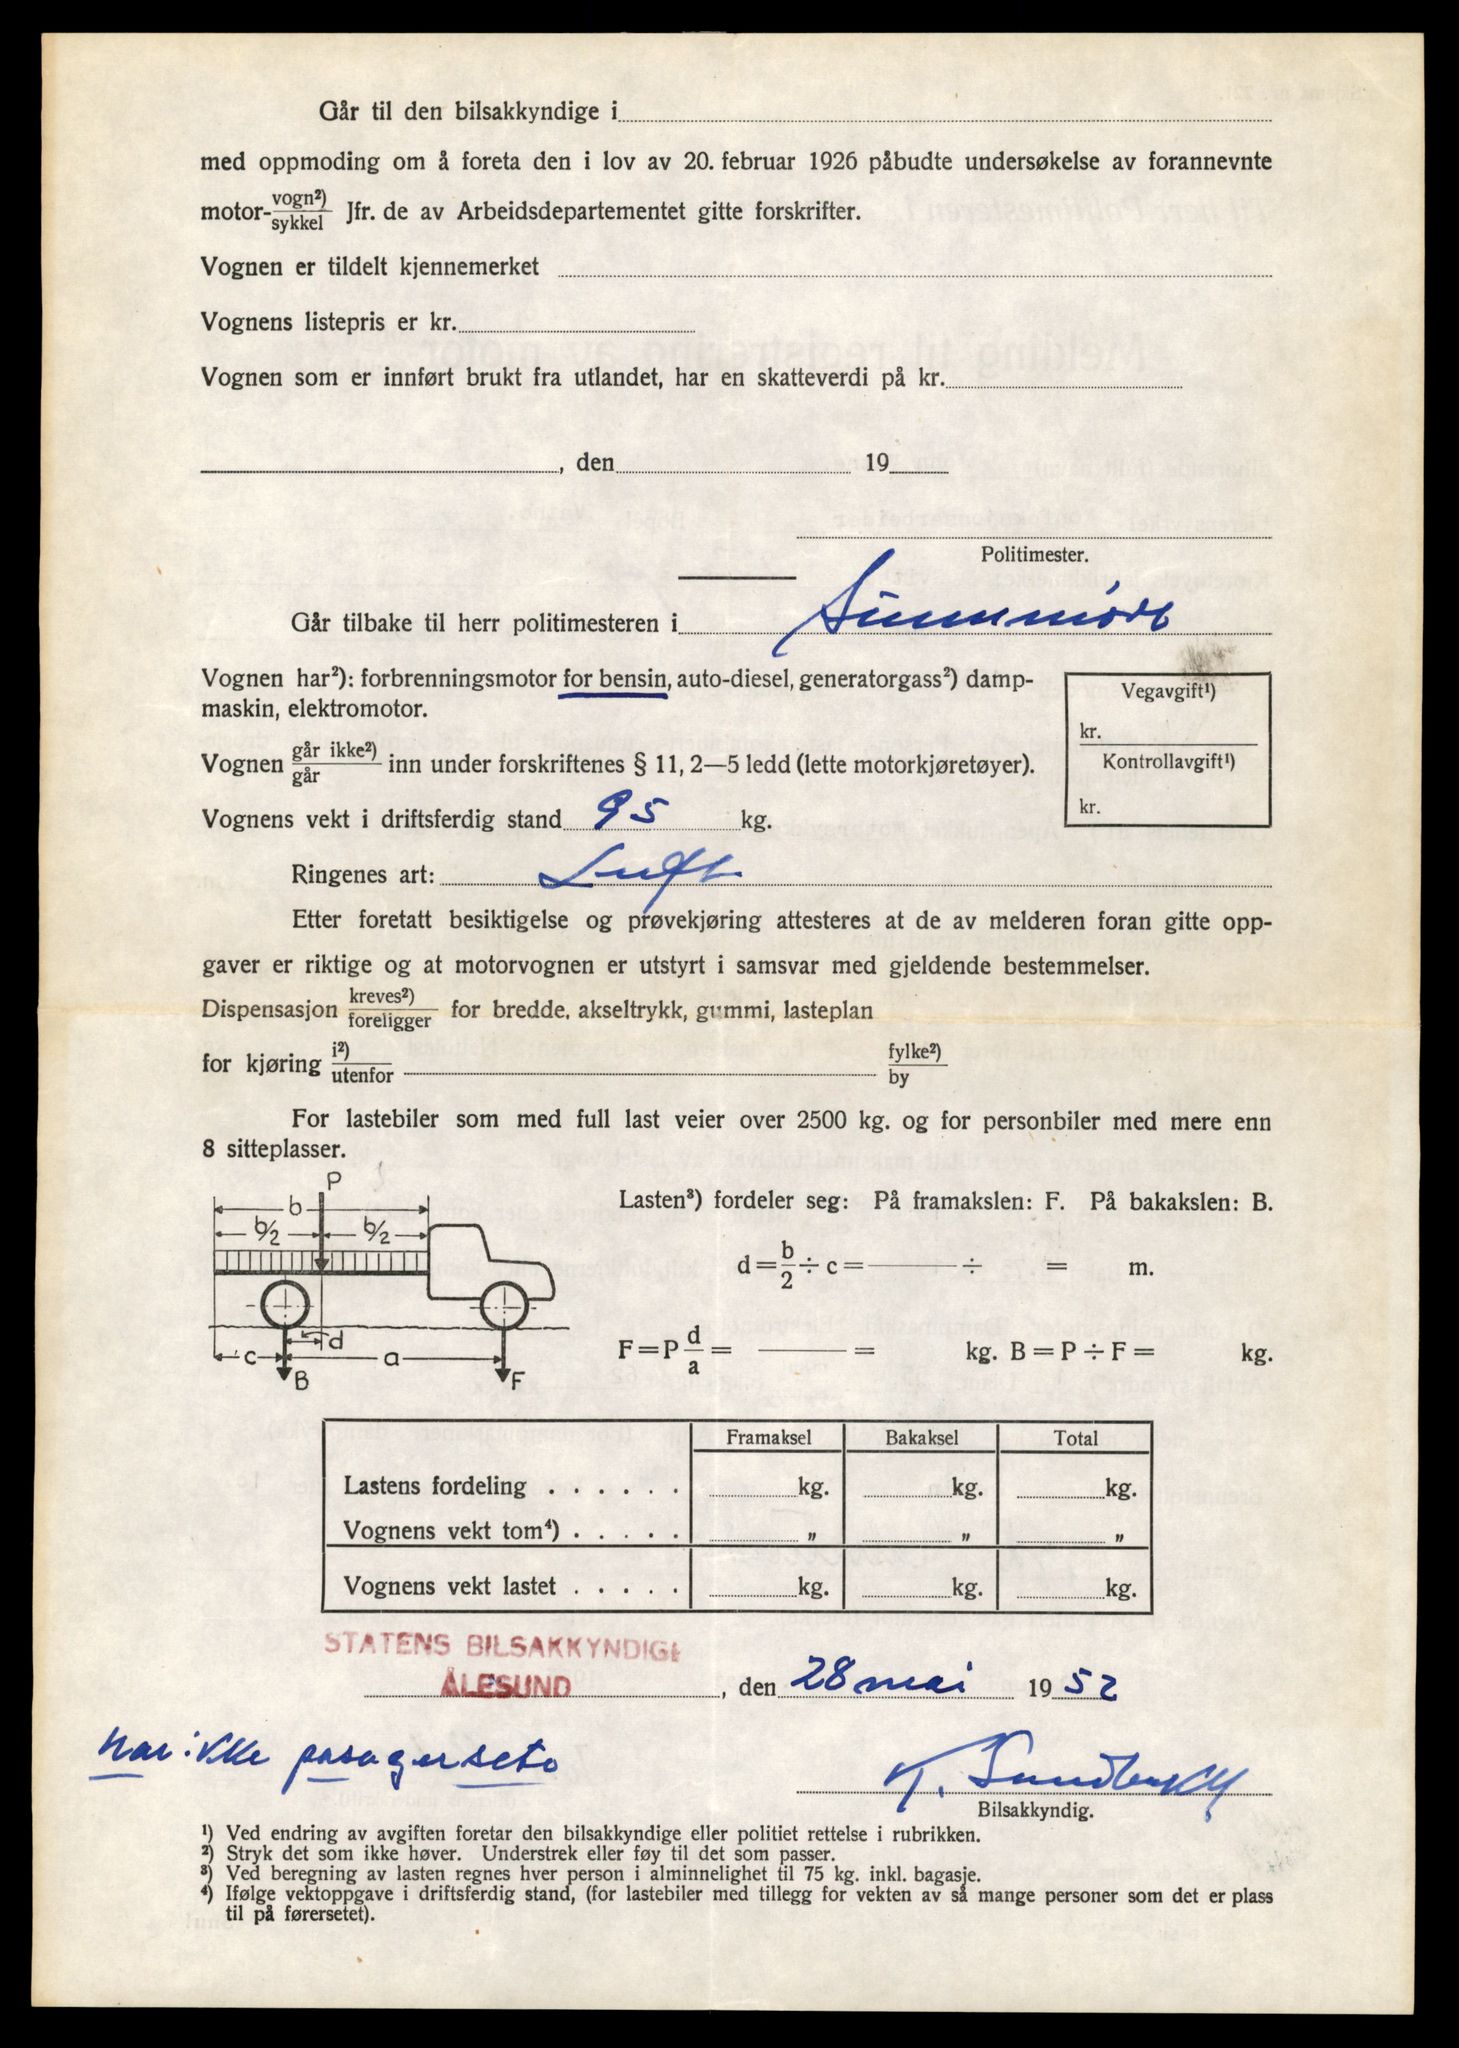 Går til den bilsakkyndige i
med oppmoding om å foreta den i lov av 20. februar 1926 påbudte undersøkelse av forannevnte
motor- vogn²) / sykkel Jfr. de av Arbeidsdepartementet gitte forskrifter.
Vognen er tildelt kjennemerket
Vognens listepris er kr.
Vognen som er innført brukt fra utlandet, har en skatteverdi på kr.
, den 19
Politimester.
Går tilbake til herr politimesteren i Sunnmøre
Vognen har²): forbrenningsmotor for bensin, auto-diesel, generatorgass²) damp-
maskin, elektromotor.
Vegavgift¹)
kr.
Kontrollavgift¹)
kr.
Vognen går ikke²) / går inn under forskriftenes § 11, 2—5 ledd (lette motorkjøretøyer).
Vognens vekt i driftsferdig stand 95 kg.
Ringenes art: Luft
Etter foretatt besiktigelse og prøvekjøring attesteres at de av melderen foran gitte opp-
gaver er riktige og at motorvognen er utstyrt i samsvar med gjeldende bestemmelser.
Dispensasjon kreves²) / foreligger for bredde, akseltrykk, gummi, lasteplan
for kjøring i²) / utenfor fylke²) / by
For lastebiler som med full last veier over 2500 kg. og for personbiler med mere enn
8 sitteplasser.
P
b
b/2 b/2
d
c a
B F
Lasten³) fordeler seg: På framakslen: F. På bakakslen: B.
d = b/2 ÷ c = ——— ÷ = m.
F = P d/a = ——— = kg. B = P ÷ F = kg.
Framaksel Bakaksel Total
Lastens fordeling . . . . . . kg. kg. kg.
Vognens vekt tom⁴) . . . . . „ „ „
Vognens vekt lastet . . . . . kg. kg. kg.
STATENS BILSAKKYNDIGE
ÅLESUND , den 28 mai 1952
har ikke pasagersete
K. Sundberg
Bilsakkyndig.
¹) Ved endring av avgiften foretar den bilsakkyndige eller politiet rettelse i rubrikken.
²) Stryk det som ikke høver. Understrek eller føy til det som passer.
³) Ved beregning av lasten regnes hver person i alminnelighet til 75 kg. inkl. bagasje.
⁴) Ifølge vektoppgave i driftsferdig stand, (for lastebiler med tillegg for vekten av så mange personer som det er plass
til på førersetet).